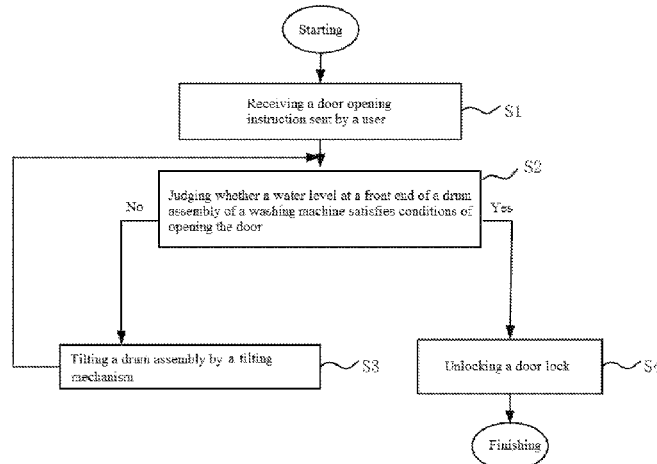 Starting
Receiving a door opening
instruction sent by a user
S1
S2
Judging whether a water level at a front end of a drum
assembly of a washing machine satisfies conditions of
opening the door
No
Yes
Tilting a drum assembly by a tilting
mechanism
S3
Unlocking a door lock
S4
Finishing